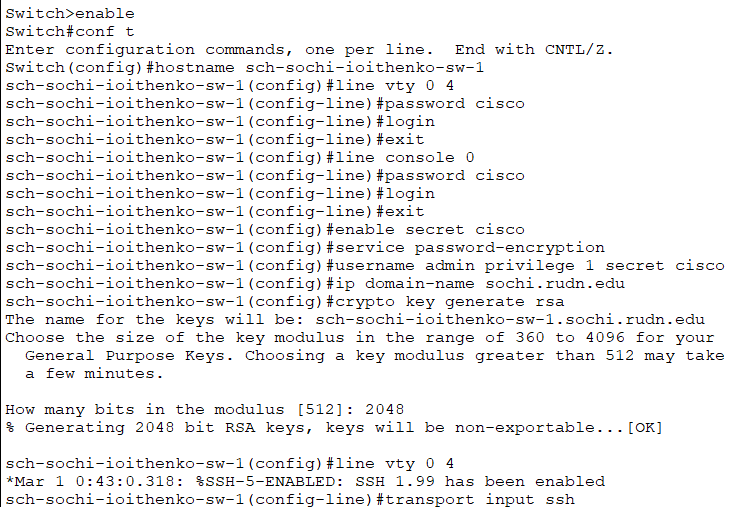 Switch>enable
Switch#conf t
Enter configuration commands, one per line.  End with CNTL/Z.
Switch(config)#hostname sch-sochi-ioithenko-sw-1
sch-sochi-ioithenko-sw-1(config)#line vty 0 4
sch-sochi-ioithenko-sw-1(config-line)#password cisco
sch-sochi-ioithenko-sw-1(config-line)#login
sch-sochi-ioithenko-sw-1(config-line)#exit
sch-sochi-ioithenko-sw-1(config)#line console 0
sch-sochi-ioithenko-sw-1(config-line)#password cisco
sch-sochi-ioithenko-sw-1(config-line)#login
sch-sochi-ioithenko-sw-1(config-line)#exit
sch-sochi-ioithenko-sw-1(config)#enable secret cisco
sch-sochi-ioithenko-sw-1(config)#service password-encryption
sch-sochi-ioithenko-sw-1(config)#username admin privilege 1 secret cisco
sch-sochi-ioithenko-sw-1(config)#ip domain-name sochi.rudn.edu
sch-sochi-ioithenko-sw-1(config)#crypto key generate rsa
The name for the keys will be: sch-sochi-ioithenko-sw-1.sochi.rudn.edu
Choose the size of the key modulus in the range of 360 to 4096 for your
  General Purpose Keys. Choosing a key modulus greater than 512 may take
  a few minutes.

How many bits in the modulus [512]: 2048
% Generating 2048 bit RSA keys, keys will be non-exportable...[OK]

sch-sochi-ioithenko-sw-1(config)#line vty 0 4
*Mar 1 0:43:0.318: %SSH-5-ENABLED: SSH 1.99 has been enabled
sch-sochi-ioithenko-sw-1(config-line)#transport input ssh